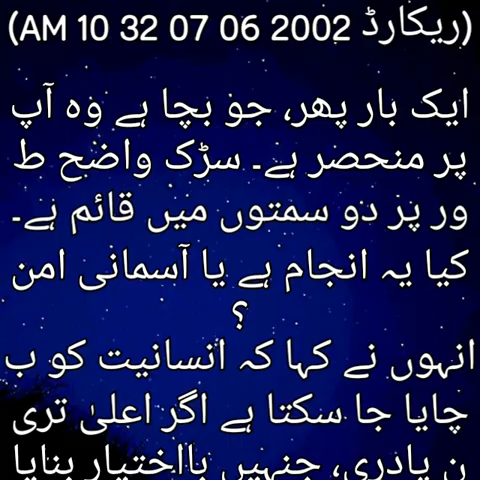 (ریکارڈ 2002 06 07 32 10 AM)
ایک بار پھر، جو بچا ہے وہ آپ
پر منحصر ہے۔ سڑک واضح ط
ور پر دو سمتوں میں قائم ہے۔
کیا یہ انجام ہے یا آسمانی امن
؟
انہوں نے کہا کہ انسانیت کو ب
چایا جا سکتا ہے اگر اعلیٰ تری
ن پادری، جنہیں بااختیار بنایا